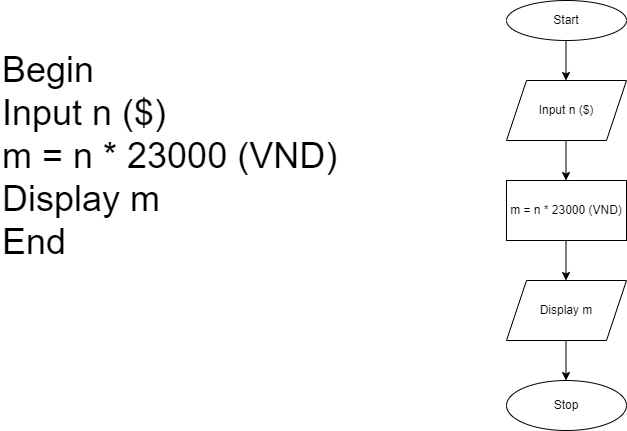 Begin
Input n ($)
m = n * 23000 (VND)
Display m
End
Start
Input n ($)
m = n * 23000 (VND)
Display m
Stop